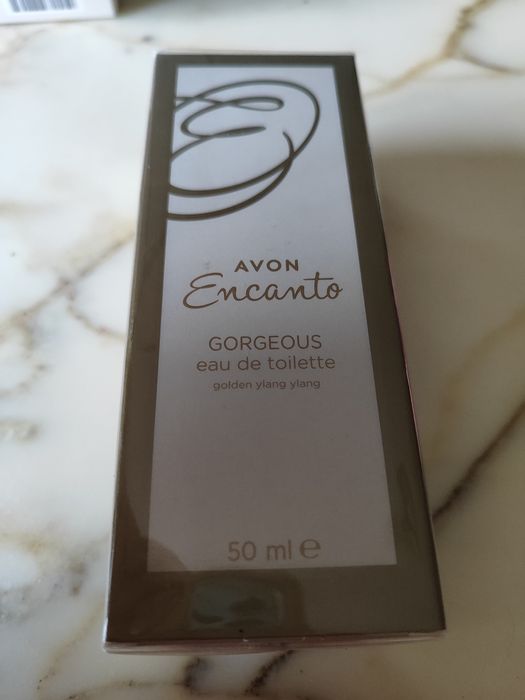 AVON
Encanto
GORGEOUS
eau de toilette
golden ylang ylang
50 ml ℮